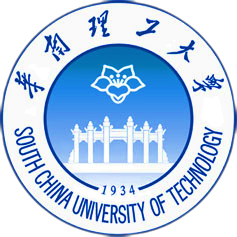 華南理工大學
1934
SOUTH CHINA UNIVERSITY OF TECHNOLOGY